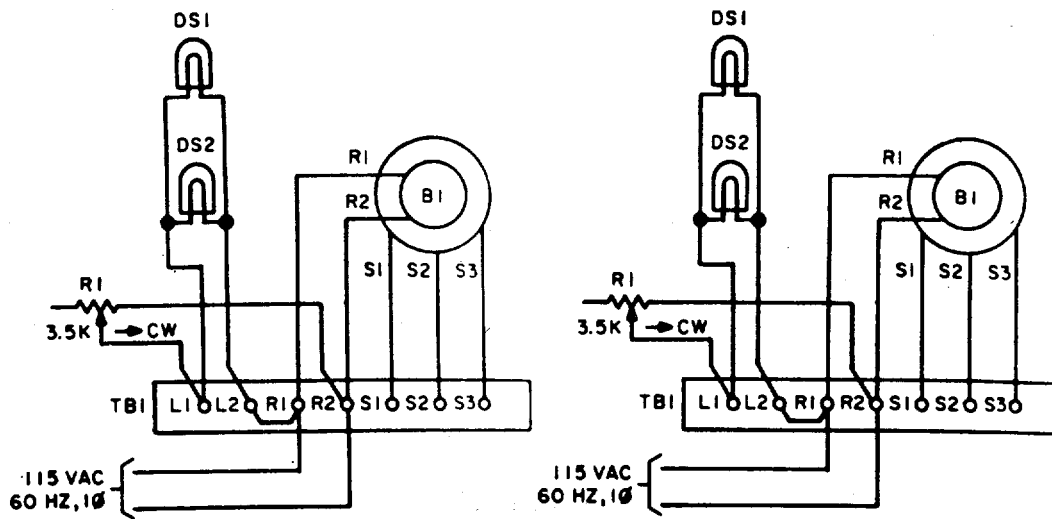 DS1
DS2
R1
R2
B1
S1 S2 S3
R1
3.5K → CW
TB1 L1 L2 R1 R2 S1 S2 S3
115 VAC
60 HZ, 1Ø
DS1
DS2
R1
R2
B1
S1 S2 S3
R1
3.5K → CW
TB1 L1 L2 R1 R2 S1 S2 S3
115 VAC
60 HZ, 1Ø